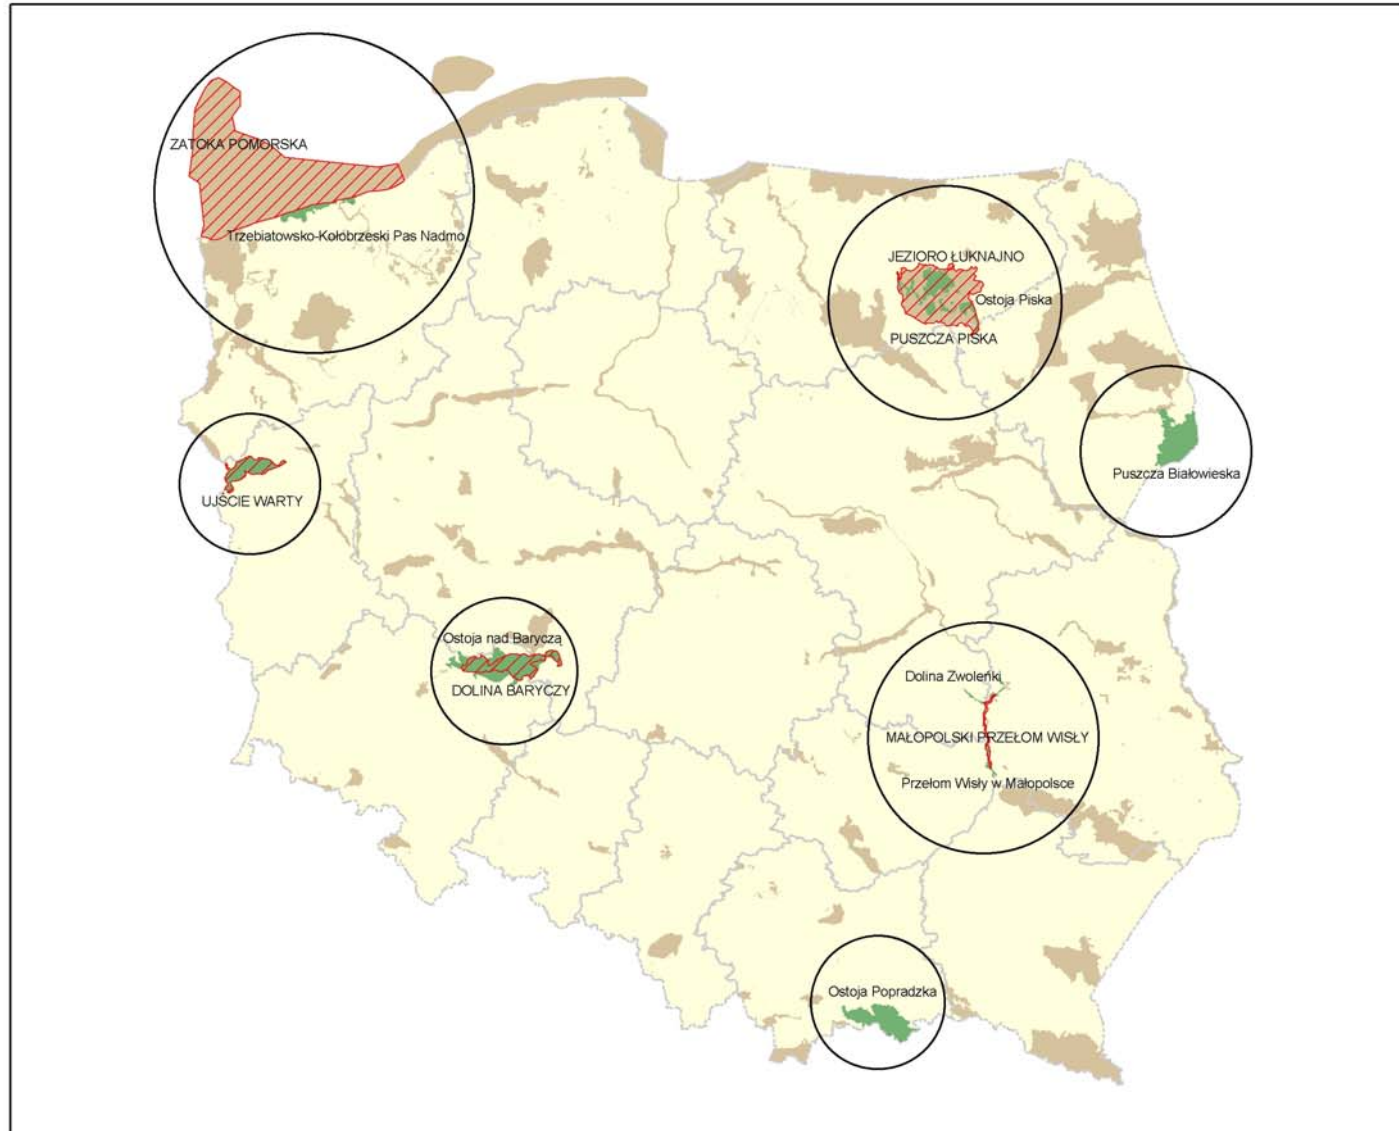 ZATOKA POMORSKA
Trzebiatowsko-Kołobrzeski Pas Nadmo
JEZIORO ŁUKNAJNO
Ostoja Piska
PUSZCZA PISKA
Puszcza Białowieska
UJŚCIE WARTY
Ostoja nad Baryczą
DOLINA BARYCZY
Dolina Zwoleńki
MAŁOPOLSKI PRZEŁOM WISŁY
Przełom Wisły w Małopolsce
Ostoja Popradzka